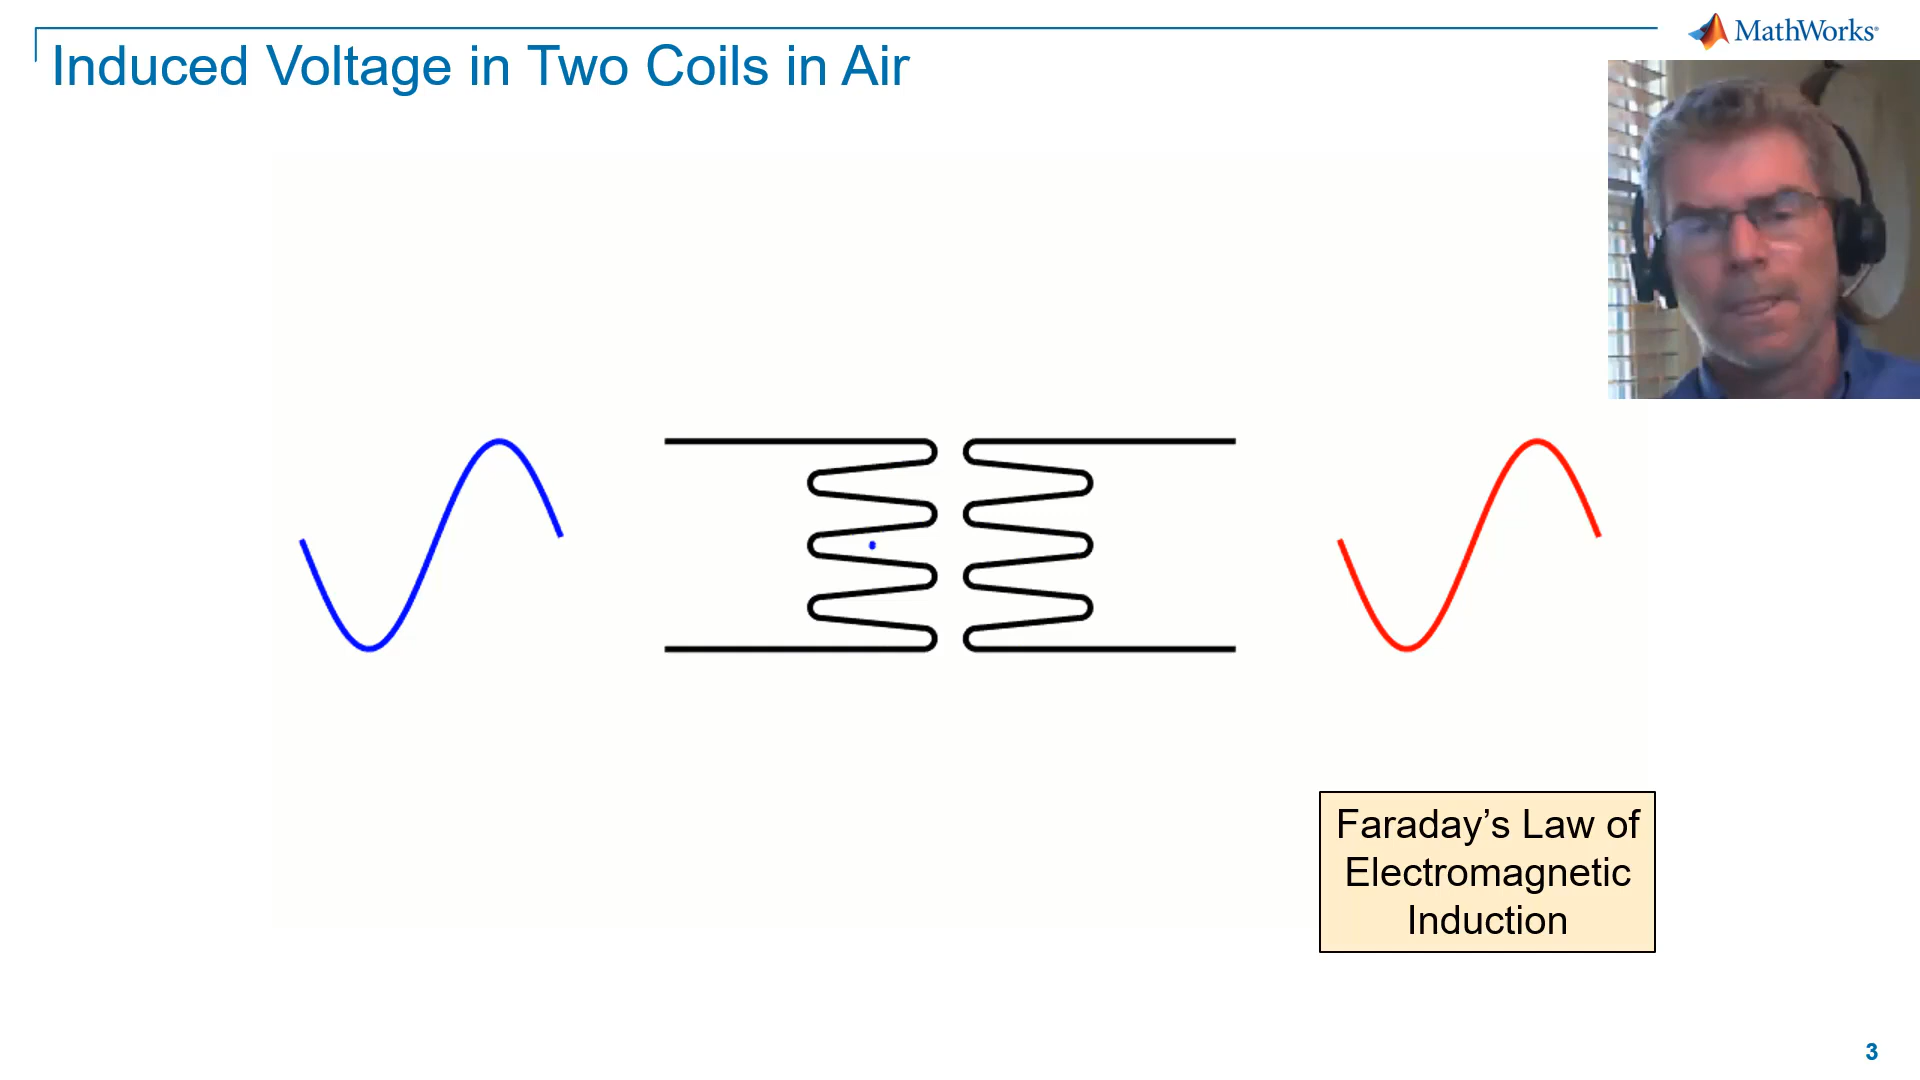 Induced Voltage in Two Coils in Air
MathWorks®
Faraday’s Law of
Electromagnetic
Induction
3